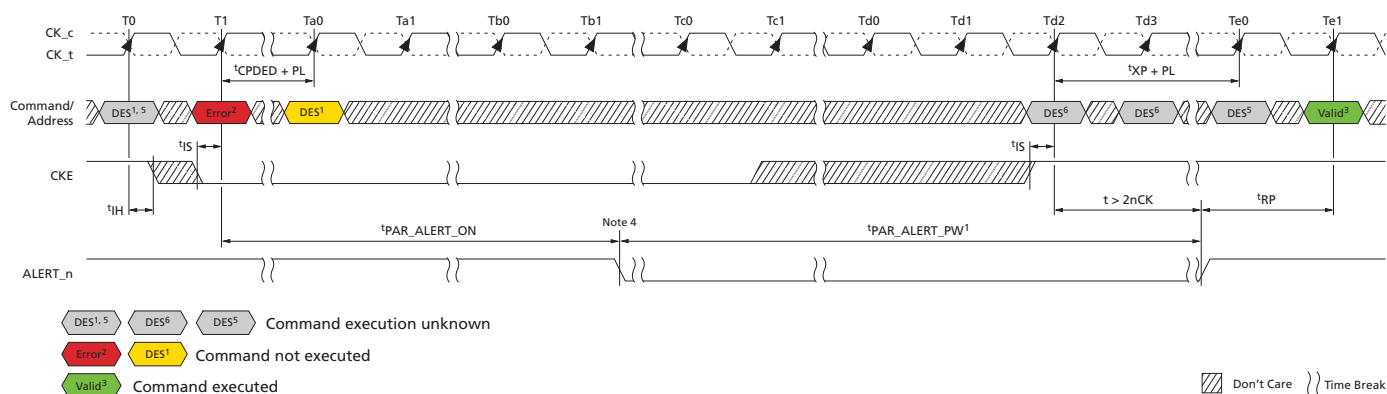 T0 T1 Ta0 Ta1 Tb0 Tb1 Tc0 Tc1 Td0 Td1 Td2 Td3 Te0 Te1
CK_c
CK_t
tCPDED + PL
tXP + PL
Command/
Address
DES1, 5 Error2 DES1 DES6 DES6 DES5 Valid3
tIS tIS
CKE
tIH
t > 2nCK tRP
tPAR_ALERT_ON Note 4 tPAR_ALERT_PW1
ALERT_n
DES1, 5 DES6 DES5 Command execution unknown
Error2 DES1 Command not executed
Valid3 Command executed
Don't Care Time Break